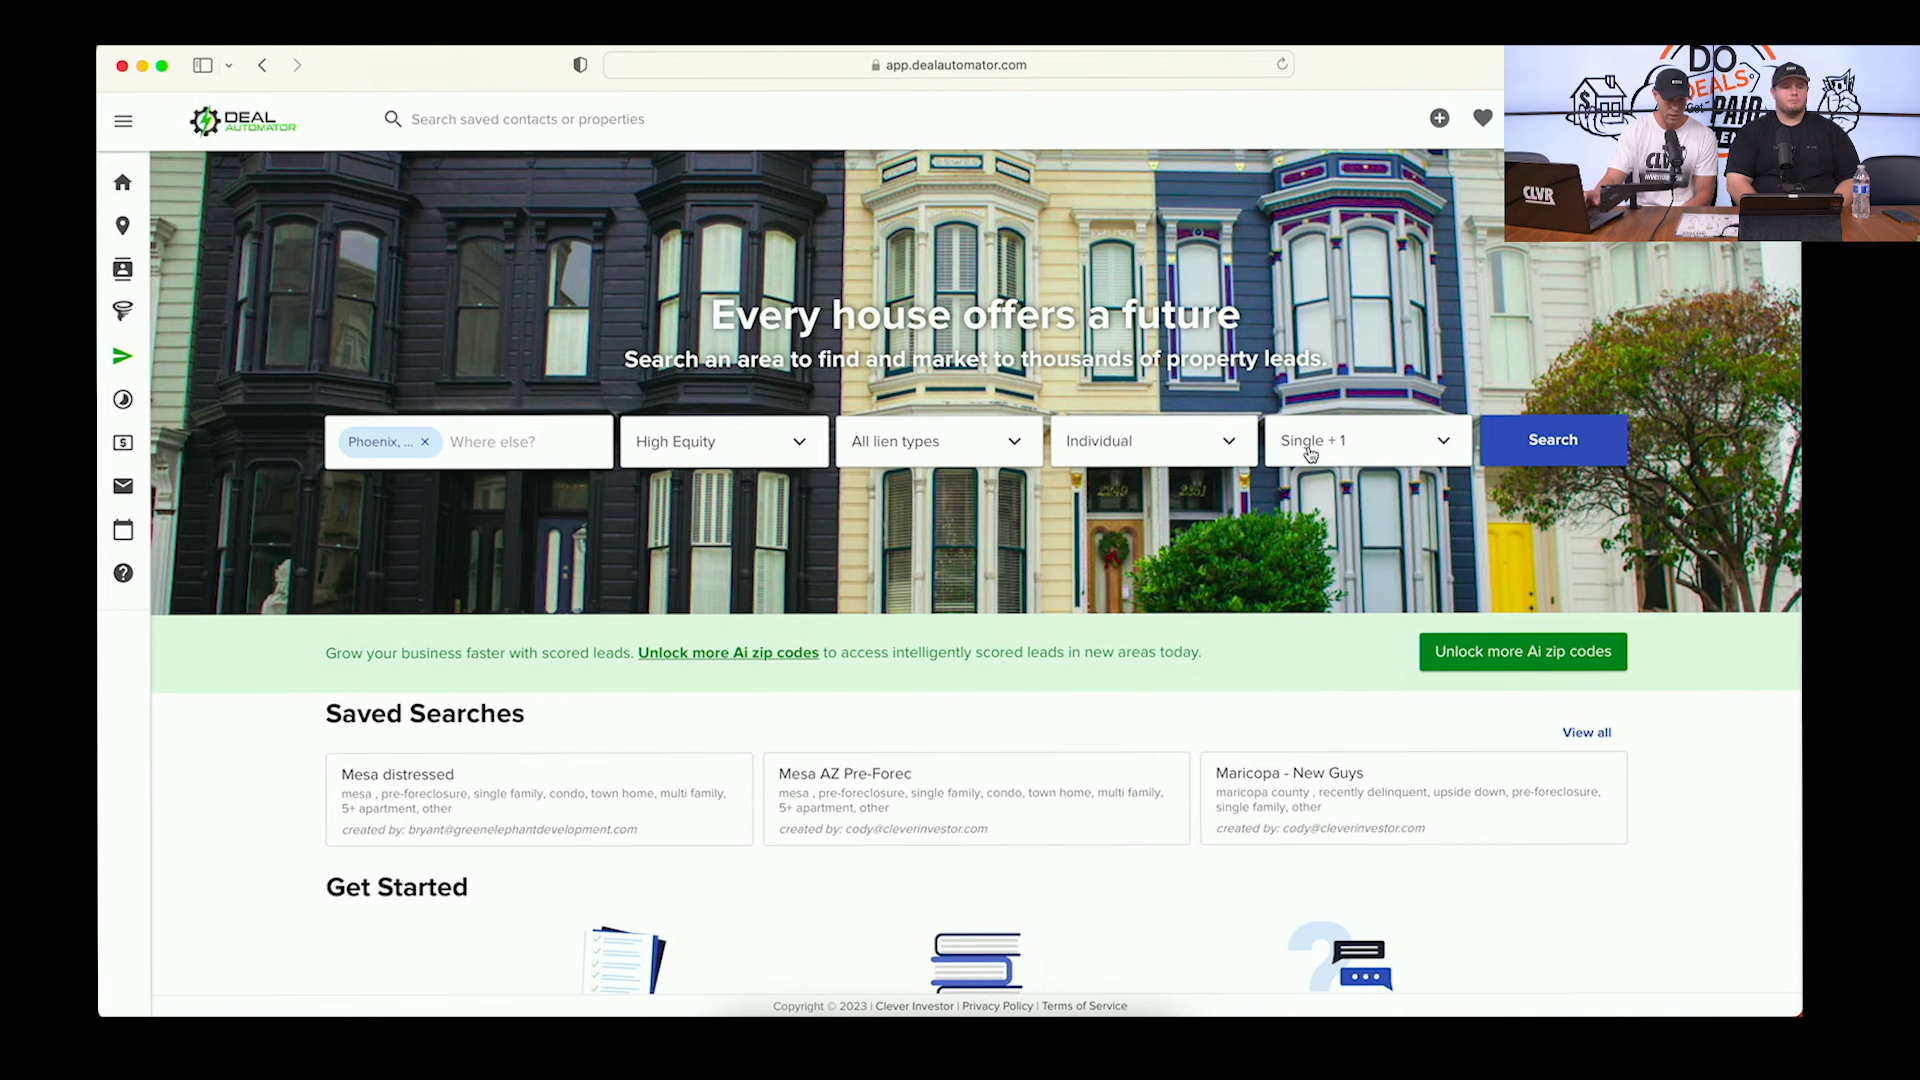 app.dealautomator.com
DEAL
AUTOMATOR
Search saved contacts or properties
DO
DEALS
Get PAID
CLVR
CLVR
Every house offers a future
Search an area to find and market to thousands of property leads.
Phoenix, ... × Where else?
High Equity
All lien types
Individual
Single + 1
Search
2249
2251
Grow your business faster with scored leads. Unlock more Ai zip codes to access intelligently scored leads in new areas today.
Unlock more Ai zip codes
Saved Searches
View all
Mesa distressed
mesa , pre-foreclosure, single family, condo, town home, multi family,
5+ apartment, other
created by: bryant@greenelephantdevelopment.com
Mesa AZ Pre-Forec
mesa , pre-foreclosure, single family, condo, town home, multi family,
5+ apartment, other
created by: cody@cleverinvestor.com
Maricopa - New Guys
maricopa county , recently delinquent, upside down, pre-foreclosure,
single family, other
created by: cody@cleverinvestor.com
Get Started
Copyright © 2023 | Clever Investor | Privacy Policy | Terms of Service